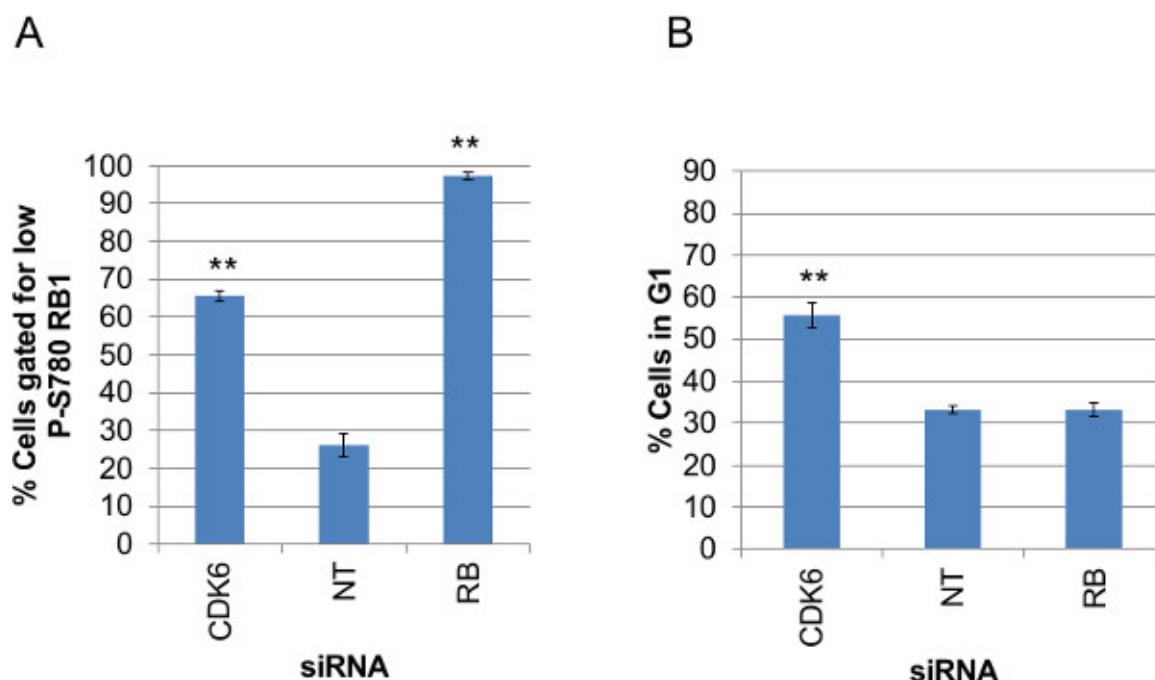 A
% Cells gated for low
P-S780 RB1
100
90
80
70
60
50
40
30
20
10
0
**
**
CDK6
NT
RB
siRNA
B
% Cells in G1
90
80
70
60
50
40
30
20
10
0
**
CDK6
NT
RB
siRNA